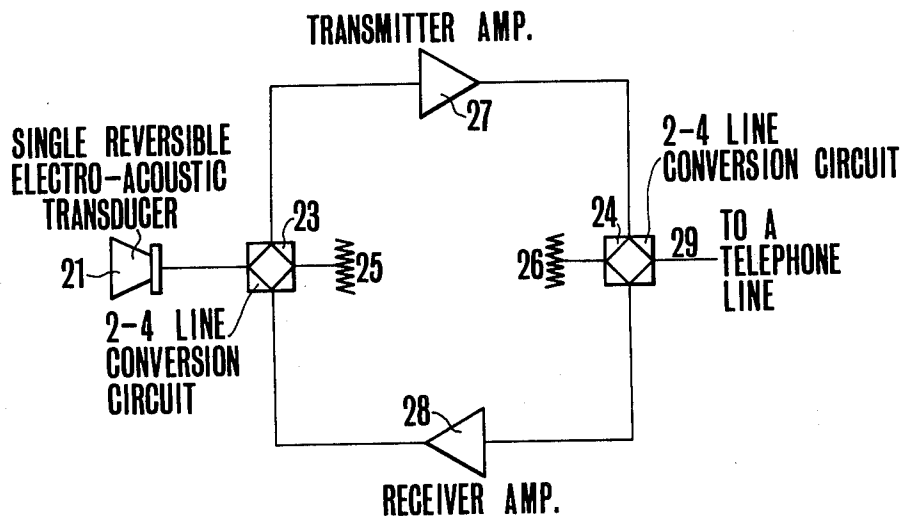 TRANSMITTER AMP.
27
SINGLE REVERSIBLE
ELECTRO-ACOUSTIC
TRANSDUCER
21
23
25
2-4 LINE
CONVERSION
CIRCUIT
2-4 LINE
CONVERSION CIRCUIT
24
26
29
TO A
TELEPHONE
LINE
28
RECEIVER AMP.